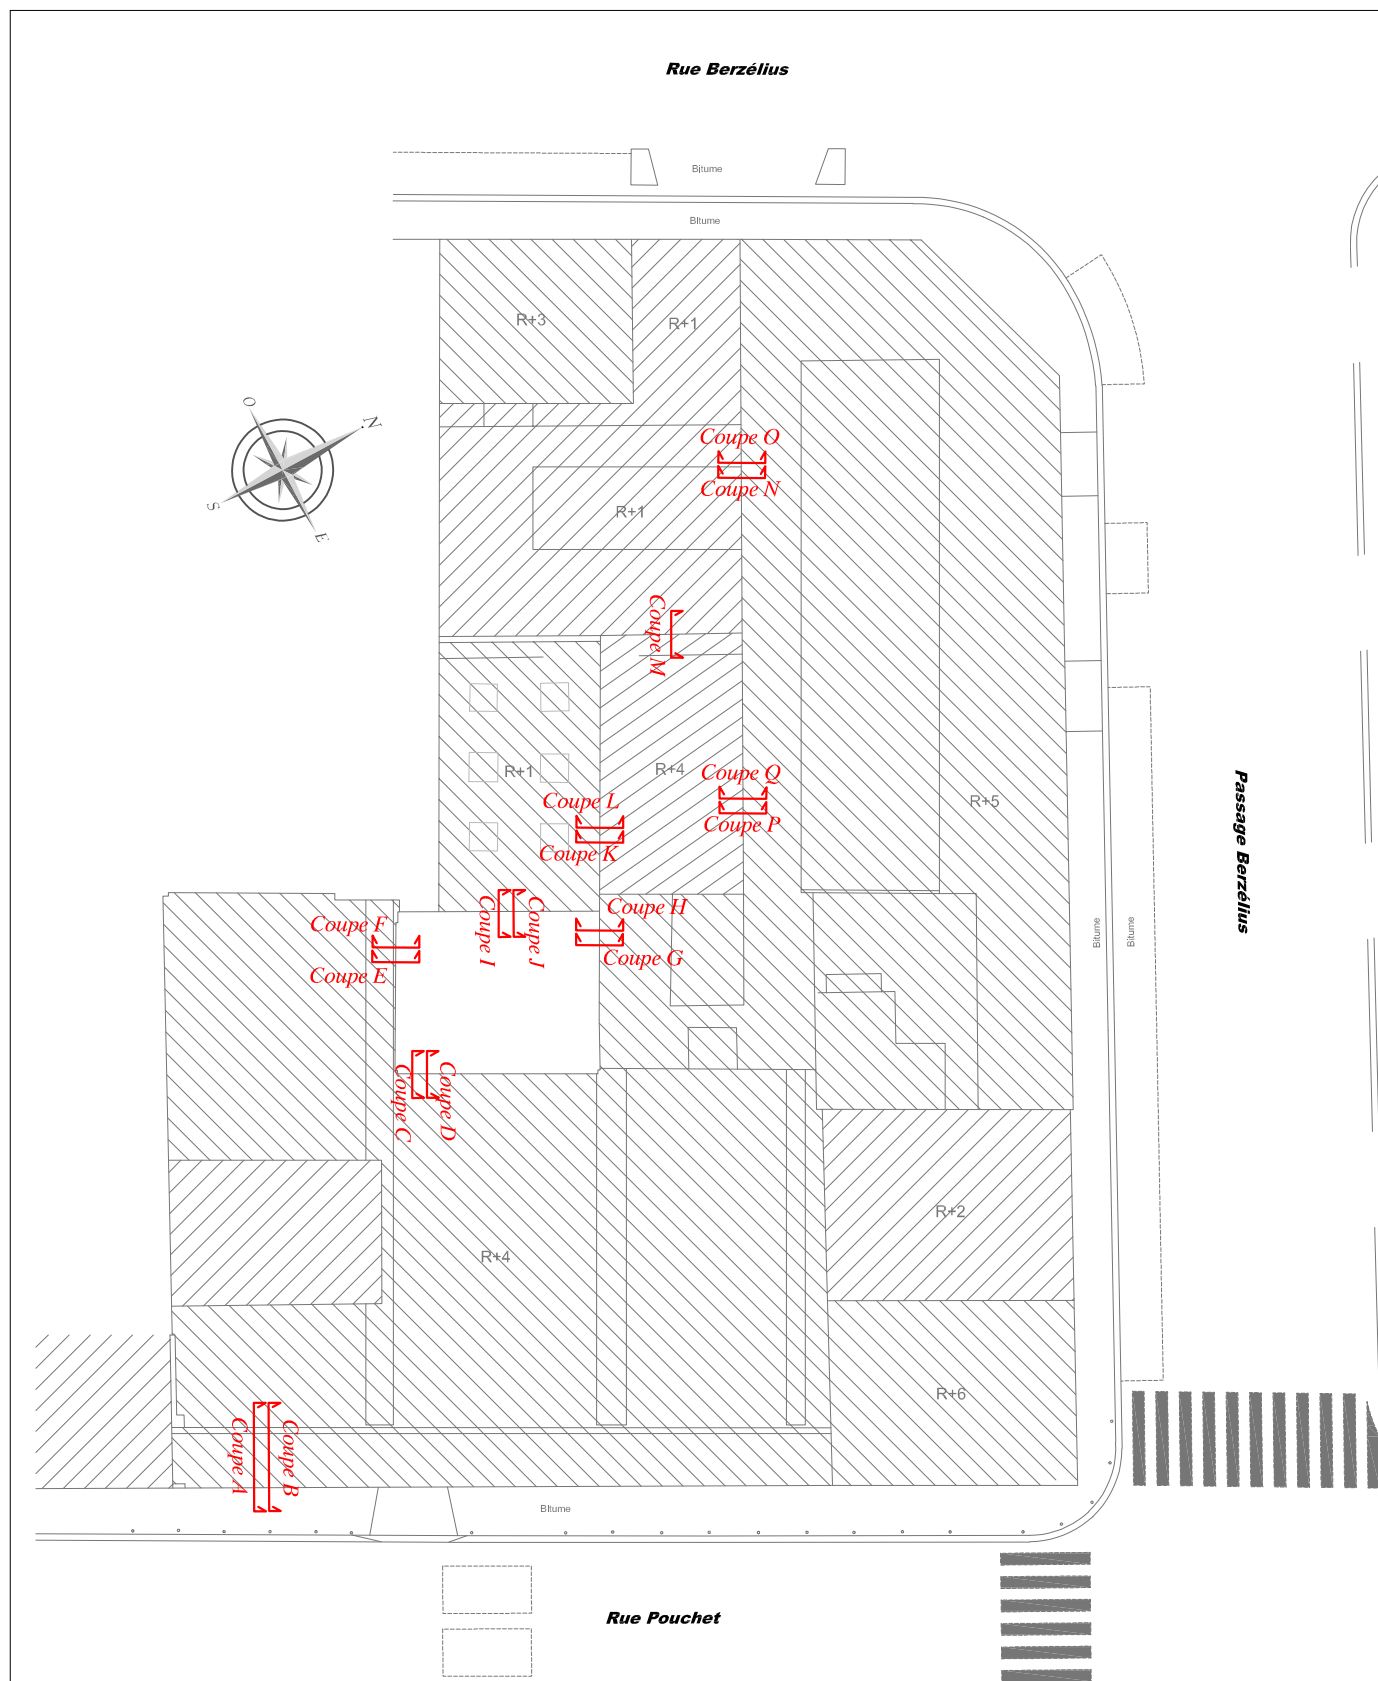 Rue Berzélius
Bitume
Bitume
R+3
R+1
O
N
S
E
Coupe O
Coupe N
R+1
Coupe M
R+1
R+4
Coupe Q
Coupe P
R+5
Coupe L
Coupe K
Passage Berzélius
Coupe I
Coupe J
Coupe H
Coupe G
Coupe F
Coupe E
Bitume
Bitume
Coupe C
Coupe D
R+2
R+4
R+6
Coupe A
Coupe B
Bitume
Rue Pouchet